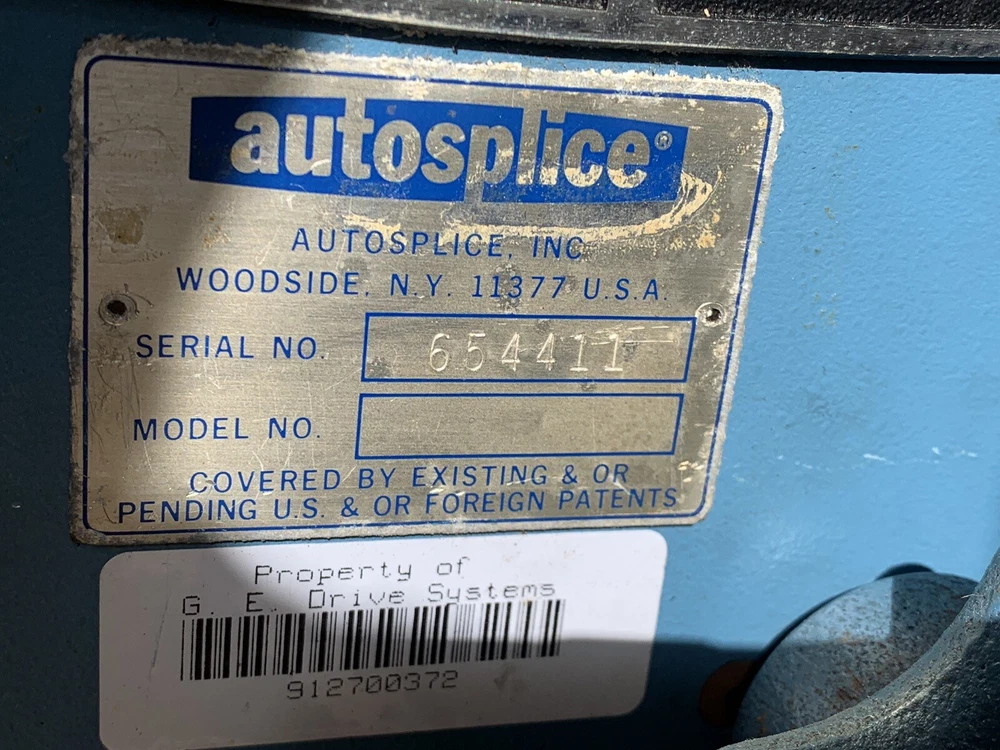 autosplice®
AUTOSPLICE, INC
WOODSIDE, N.Y. 11377 U.S.A.
SERIAL NO. 654411
MODEL NO.
COVERED BY EXISTING & OR
PENDING U.S. & OR FOREIGN PATENTS
Property of
G. E. Drive Systems
912700372